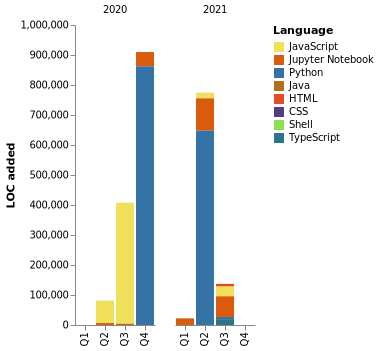 2020 2021
1,000,000
900,000
800,000
700,000
600,000
500,000
400,000
300,000
200,000
100,000
0
LOC added
Q1 Q2 Q3 Q4 Q1 Q2 Q3 Q4
Language
JavaScript
Jupyter Notebook
Python
Java
HTML
CSS
Shell
TypeScript